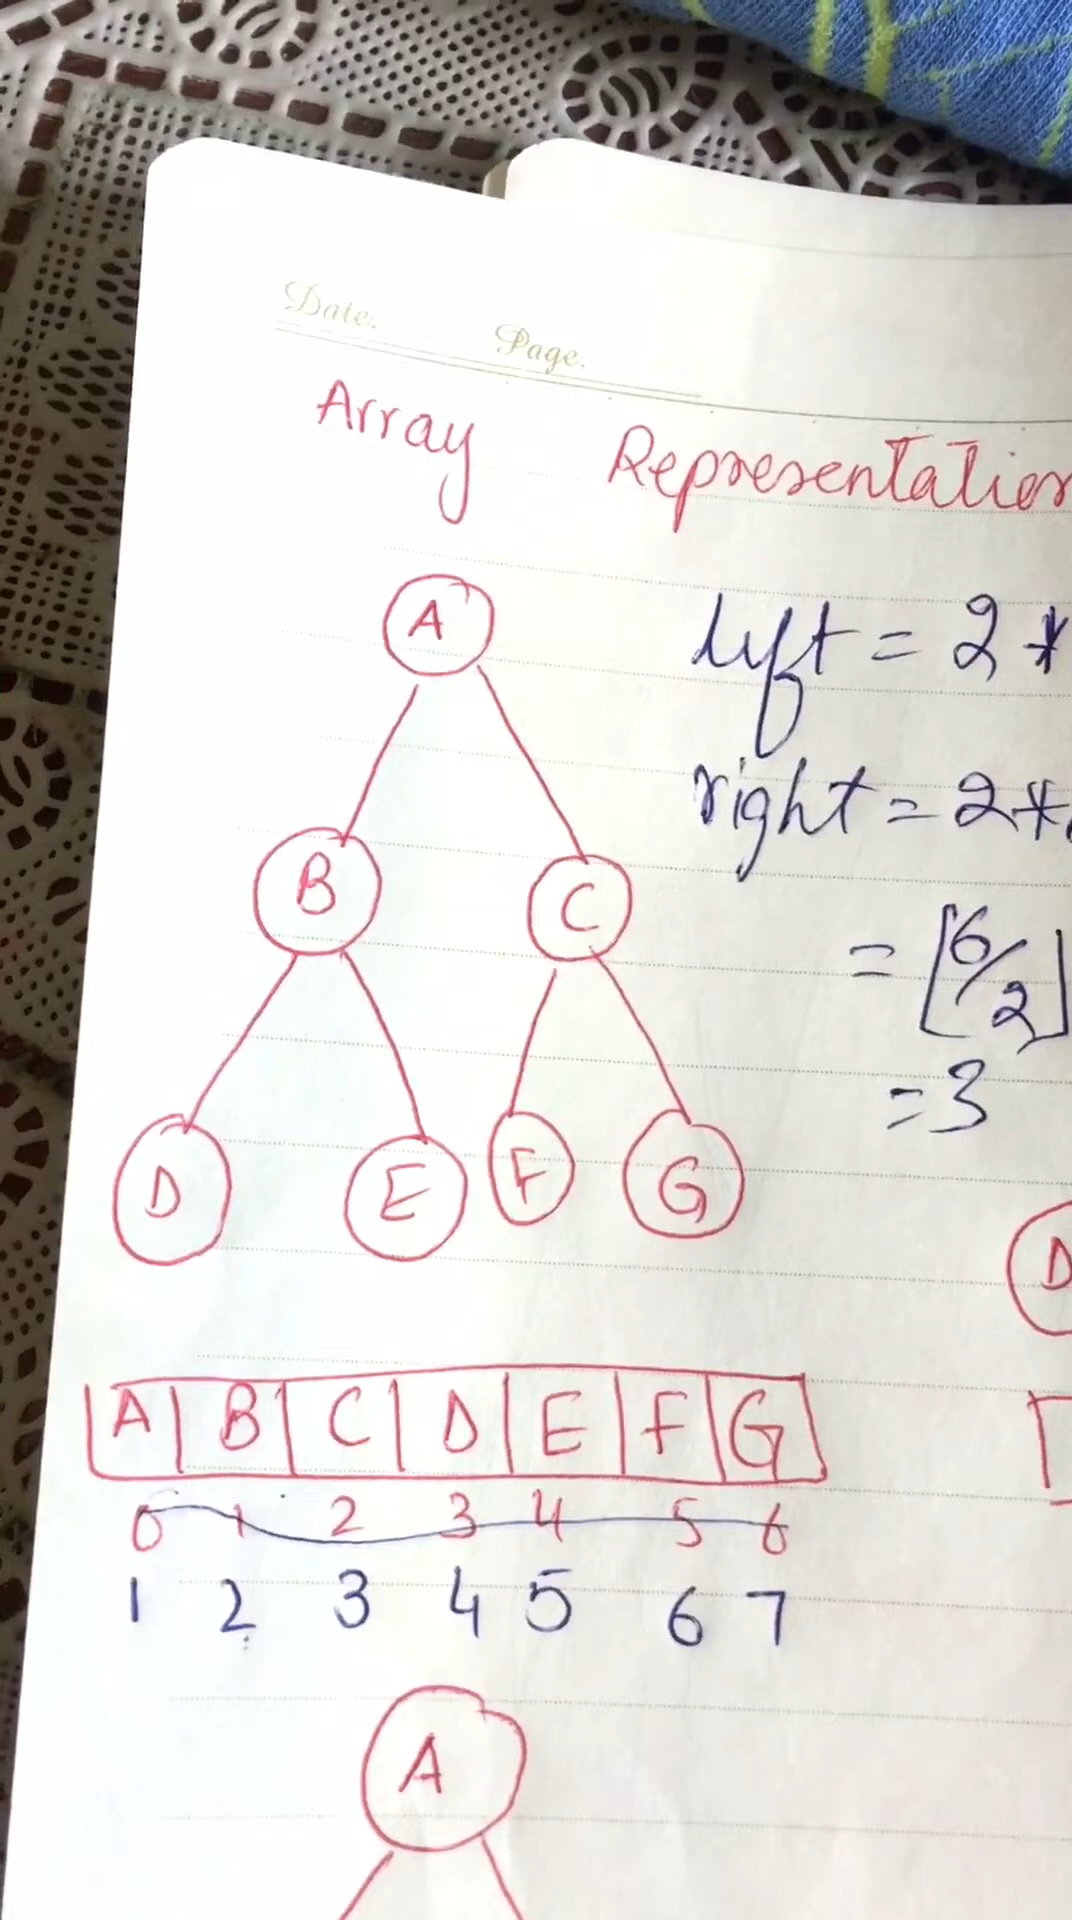 Date. Page.
Array Representation
A
left = 2 *
right = 2 *
B C
= ⌊6/2⌋
= 3
D E F G
D
A B C D E F G
0 1 2 3 4 5 6
1 2 3 4 5 6 7
A